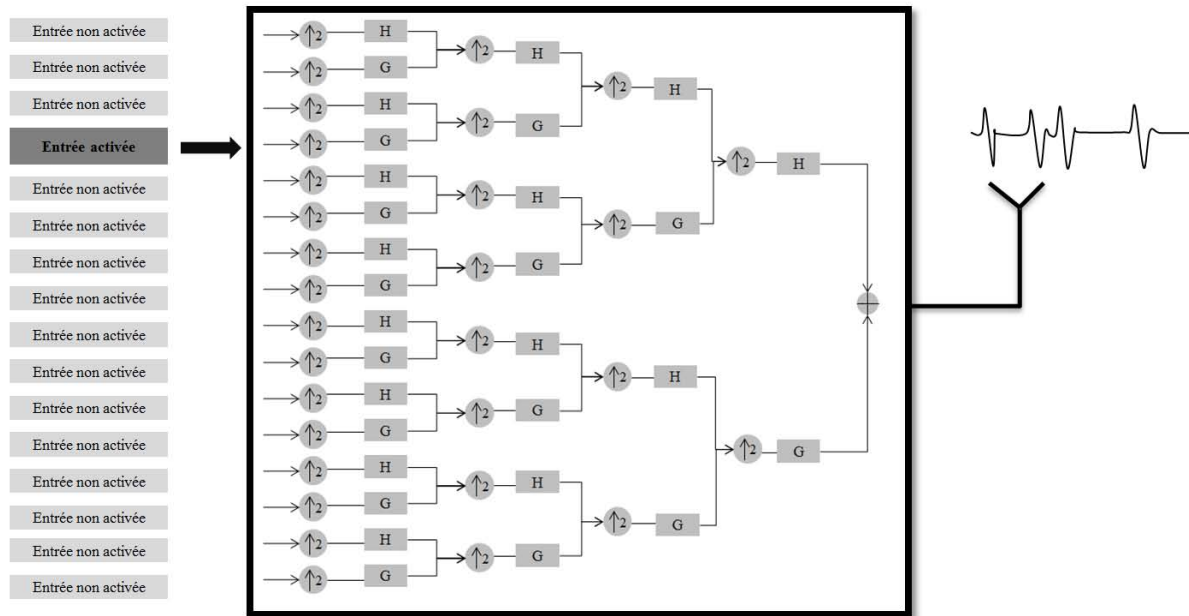 Entrée non activée
Entrée non activée
Entrée non activée
Entrée activée
Entrée non activée
Entrée non activée
Entrée non activée
Entrée non activée
Entrée non activée
Entrée non activée
Entrée non activée
Entrée non activée
Entrée non activée
Entrée non activée
Entrée non activée
Entrée non activée
↑2 H
↑2 G
↑2 H
↑2 G
↑2 H
↑2 G
↑2 H
↑2 G
↑2 H
↑2 G
↑2 H
↑2 G
↑2 H
↑2 G
↑2 H
↑2 G
↑2 H
↑2 G
↑2 H
↑2 G
↑2 H
↑2 G
↑2 H
↑2 G
↑2 H
↑2 G
↑2 H
↑2 G
↑2 H
↑2 G